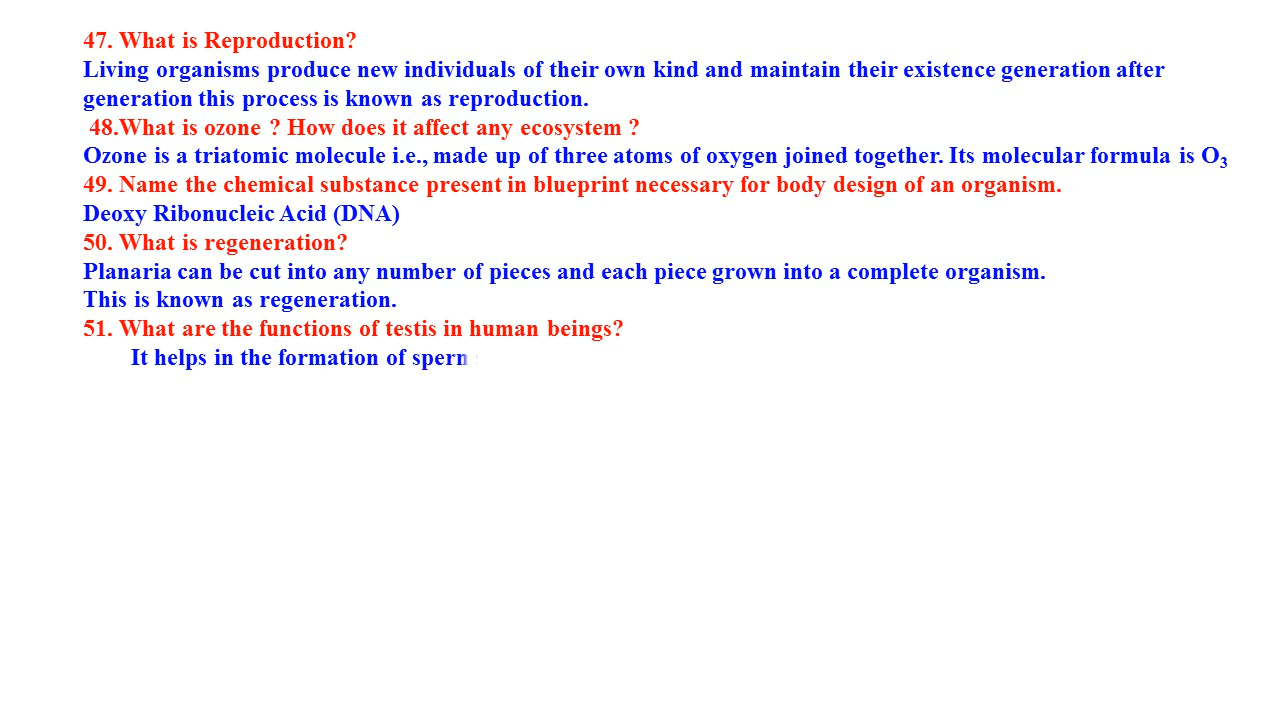 47. What is Reproduction?
Living organisms produce new individuals of their own kind and maintain their existence generation after
generation this process is known as reproduction.
48.What is ozone ? How does it affect any ecosystem ?
Ozone is a triatomic molecule i.e., made up of three atoms of oxygen joined together. Its molecular formula is O₃
49. Name the chemical substance present in blueprint necessary for body design of an organism.
Deoxy Ribonucleic Acid (DNA)
50. What is regeneration?
Planaria can be cut into any number of pieces and each piece grown into a complete organism.
This is known as regeneration.
51. What are the functions of testis in human beings?
It helps in the formation of